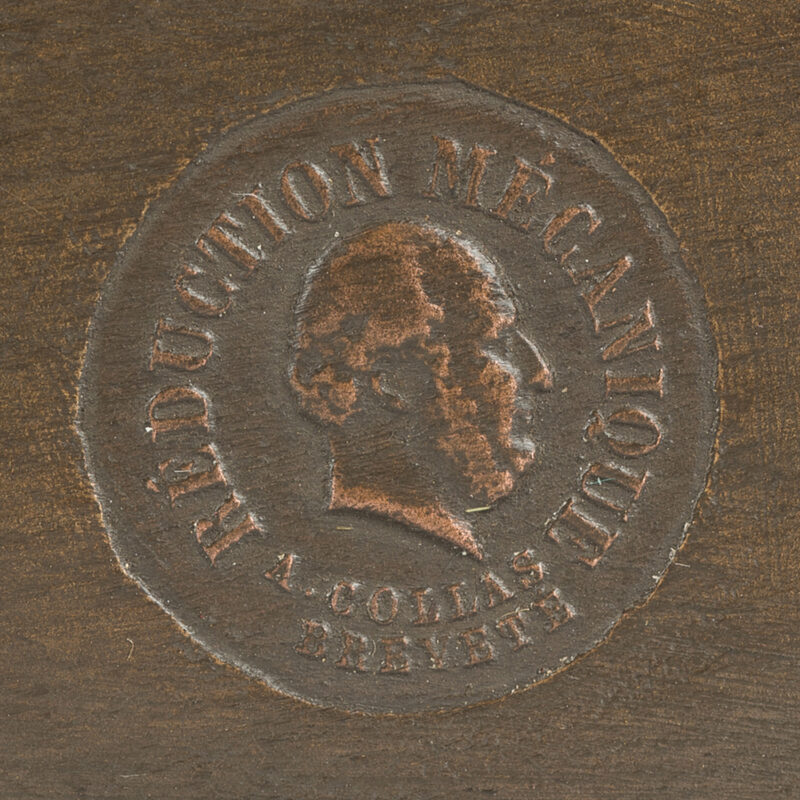 RÉDUCTION MÉCANIQUE
A. COLLAS
BREVETÉ